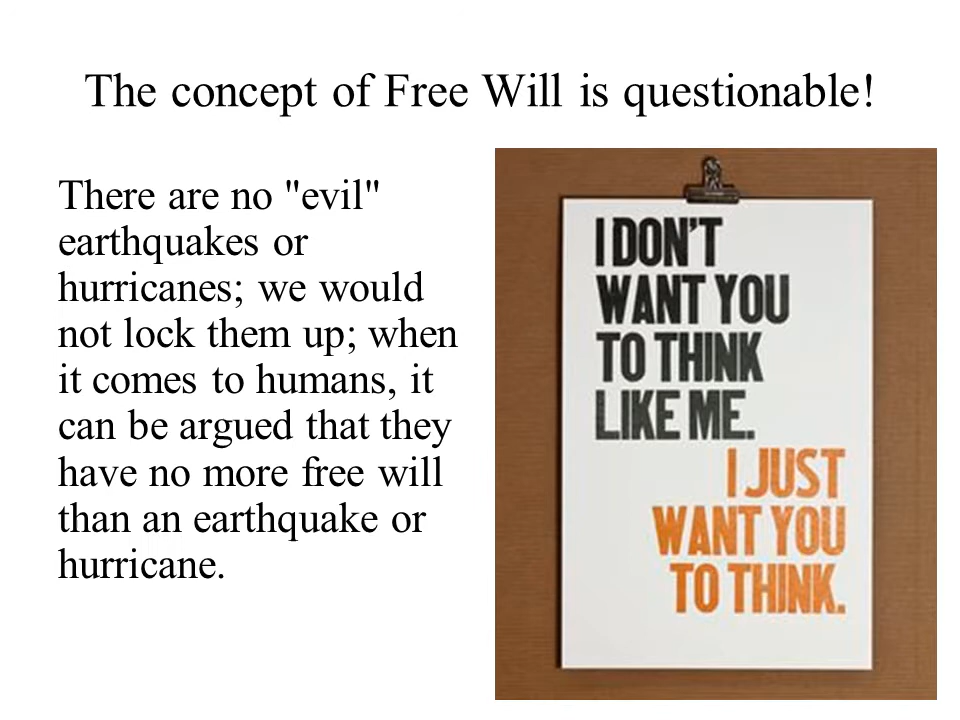 The concept of Free Will is questionable!
There are no "evil"
earthquakes or
hurricanes; we would
not lock them up; when
it comes to humans, it
can be argued that they
have no more free will
than an earthquake or
hurricane.
I DON'T
WANT YOU
TO THINK
LIKE ME.
I JUST
WANT YOU
TO THINK.